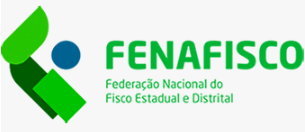 FENAFISCO
Federação Nacional do
Fisco Estadual e Distrital